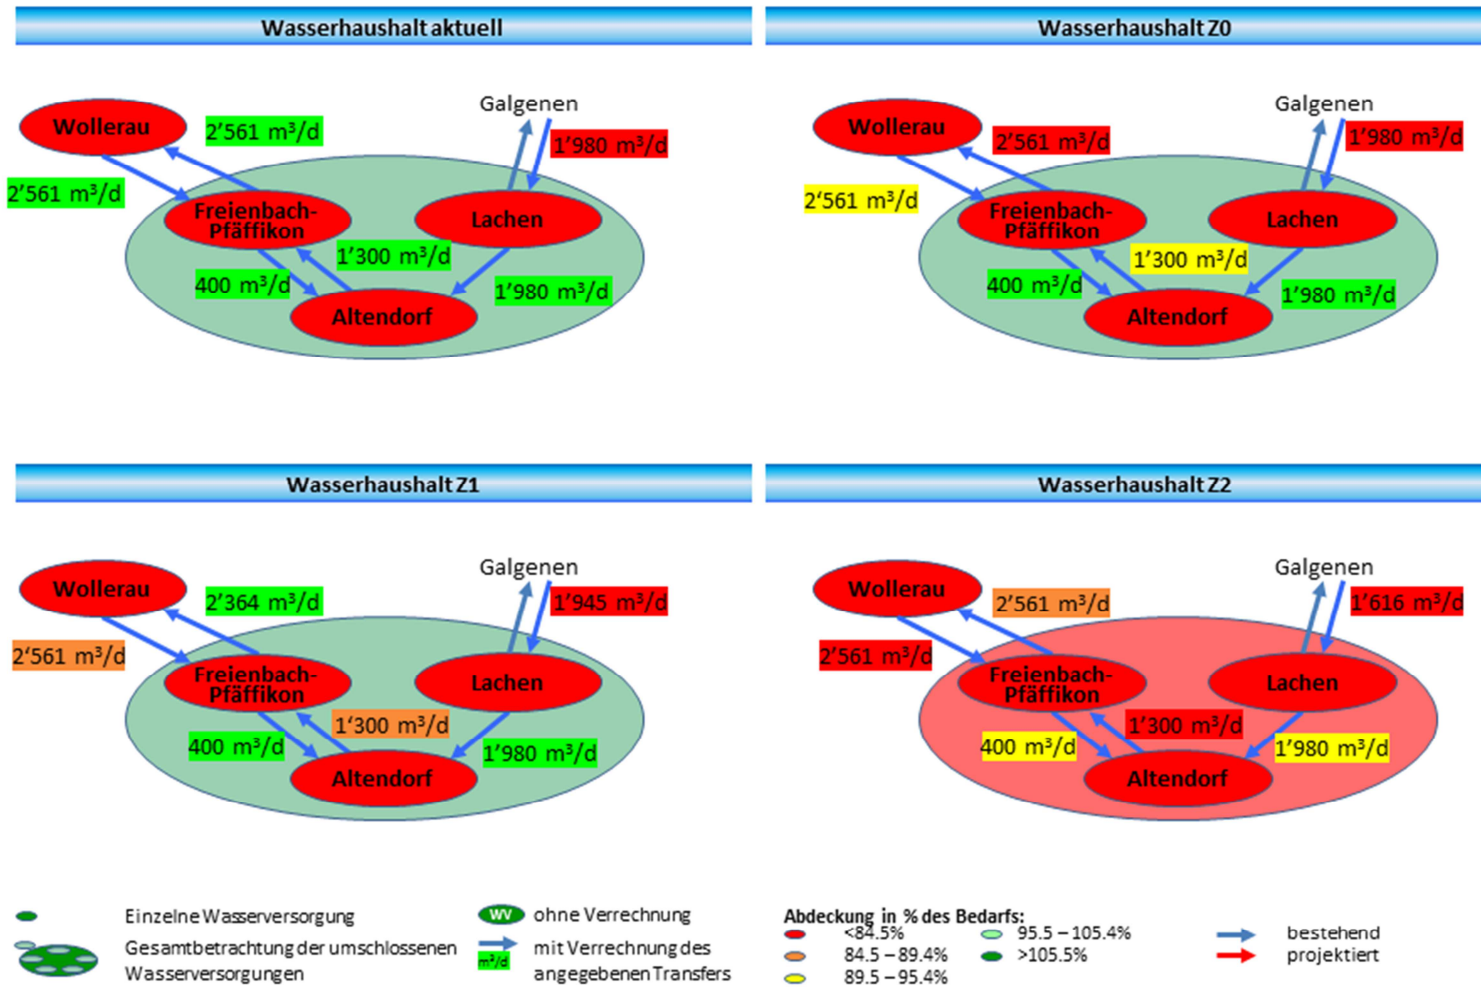 Wasserhaushalt aktuell
Galgenen
Wollerau
2’561 m³/d
1’980 m³/d
2’561 m³/d
Freienbach-
Pfäffikon
Lachen
1’300 m³/d
400 m³/d
1’980 m³/d
Altendorf
Wasserhaushalt Z0
Galgenen
Wollerau
2’561 m³/d
1’980 m³/d
2’561 m³/d
Freienbach-
Pfäffikon
Lachen
1’300 m³/d
400 m³/d
1’980 m³/d
Altendorf
Wasserhaushalt Z1
Galgenen
Wollerau
2’364 m³/d
1’945 m³/d
2‘561 m³/d
Freienbach-
Pfäffikon
Lachen
1‘300 m³/d
400 m³/d
1’980 m³/d
Altendorf
Wasserhaushalt Z2
Galgenen
Wollerau
2’561 m³/d
1’616 m³/d
2’561 m³/d
Freienbach-
Pfäffikon
Lachen
1’300 m³/d
400 m³/d
1’980 m³/d
Altendorf
Einzelne Wasserversorgung
Gesamtbetrachtung der umschlossenen
Wasserversorgungen
WV ohne Verrechnung
mit Verrechnung des
m³/d angegebenen Transfers
Abdeckung in % des Bedarfs:
<84.5%
84.5 – 89.4%
89.5 – 95.4%
95.5 – 105.4%
>105.5%
bestehend
projektiert